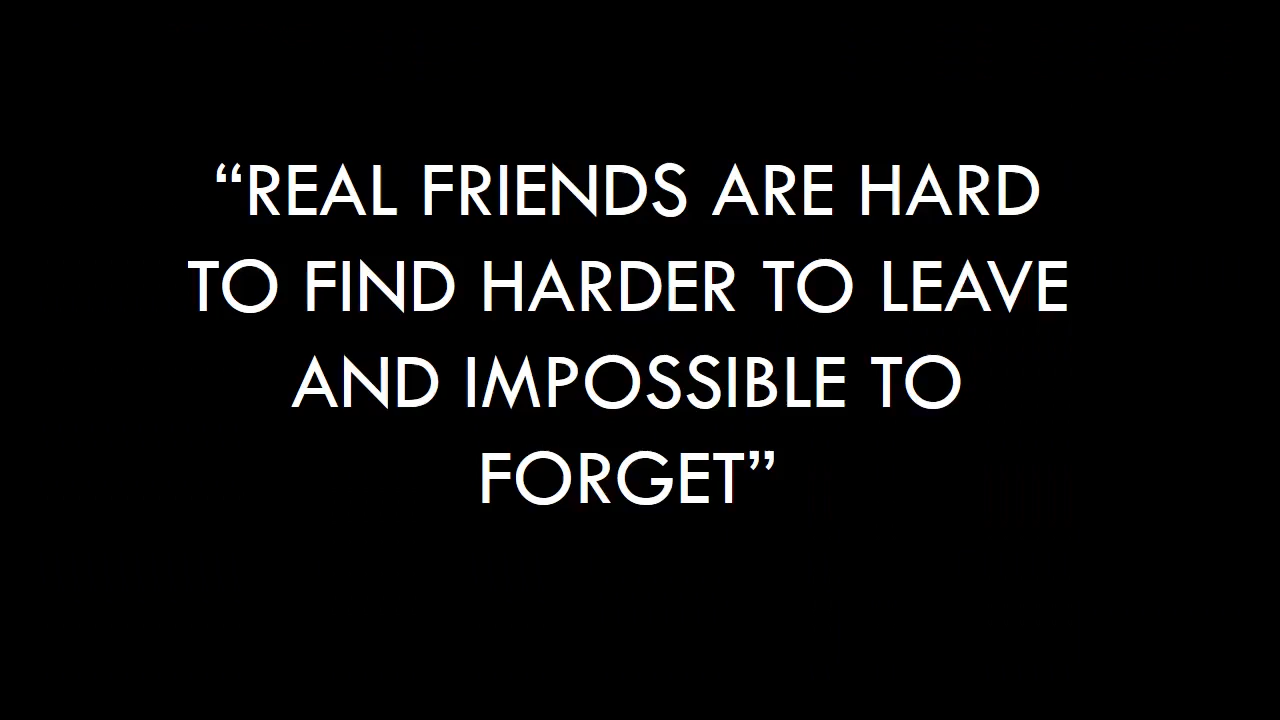 “REAL FRIENDS ARE HARD
TO FIND HARDER TO LEAVE
AND IMPOSSIBLE TO
FORGET”